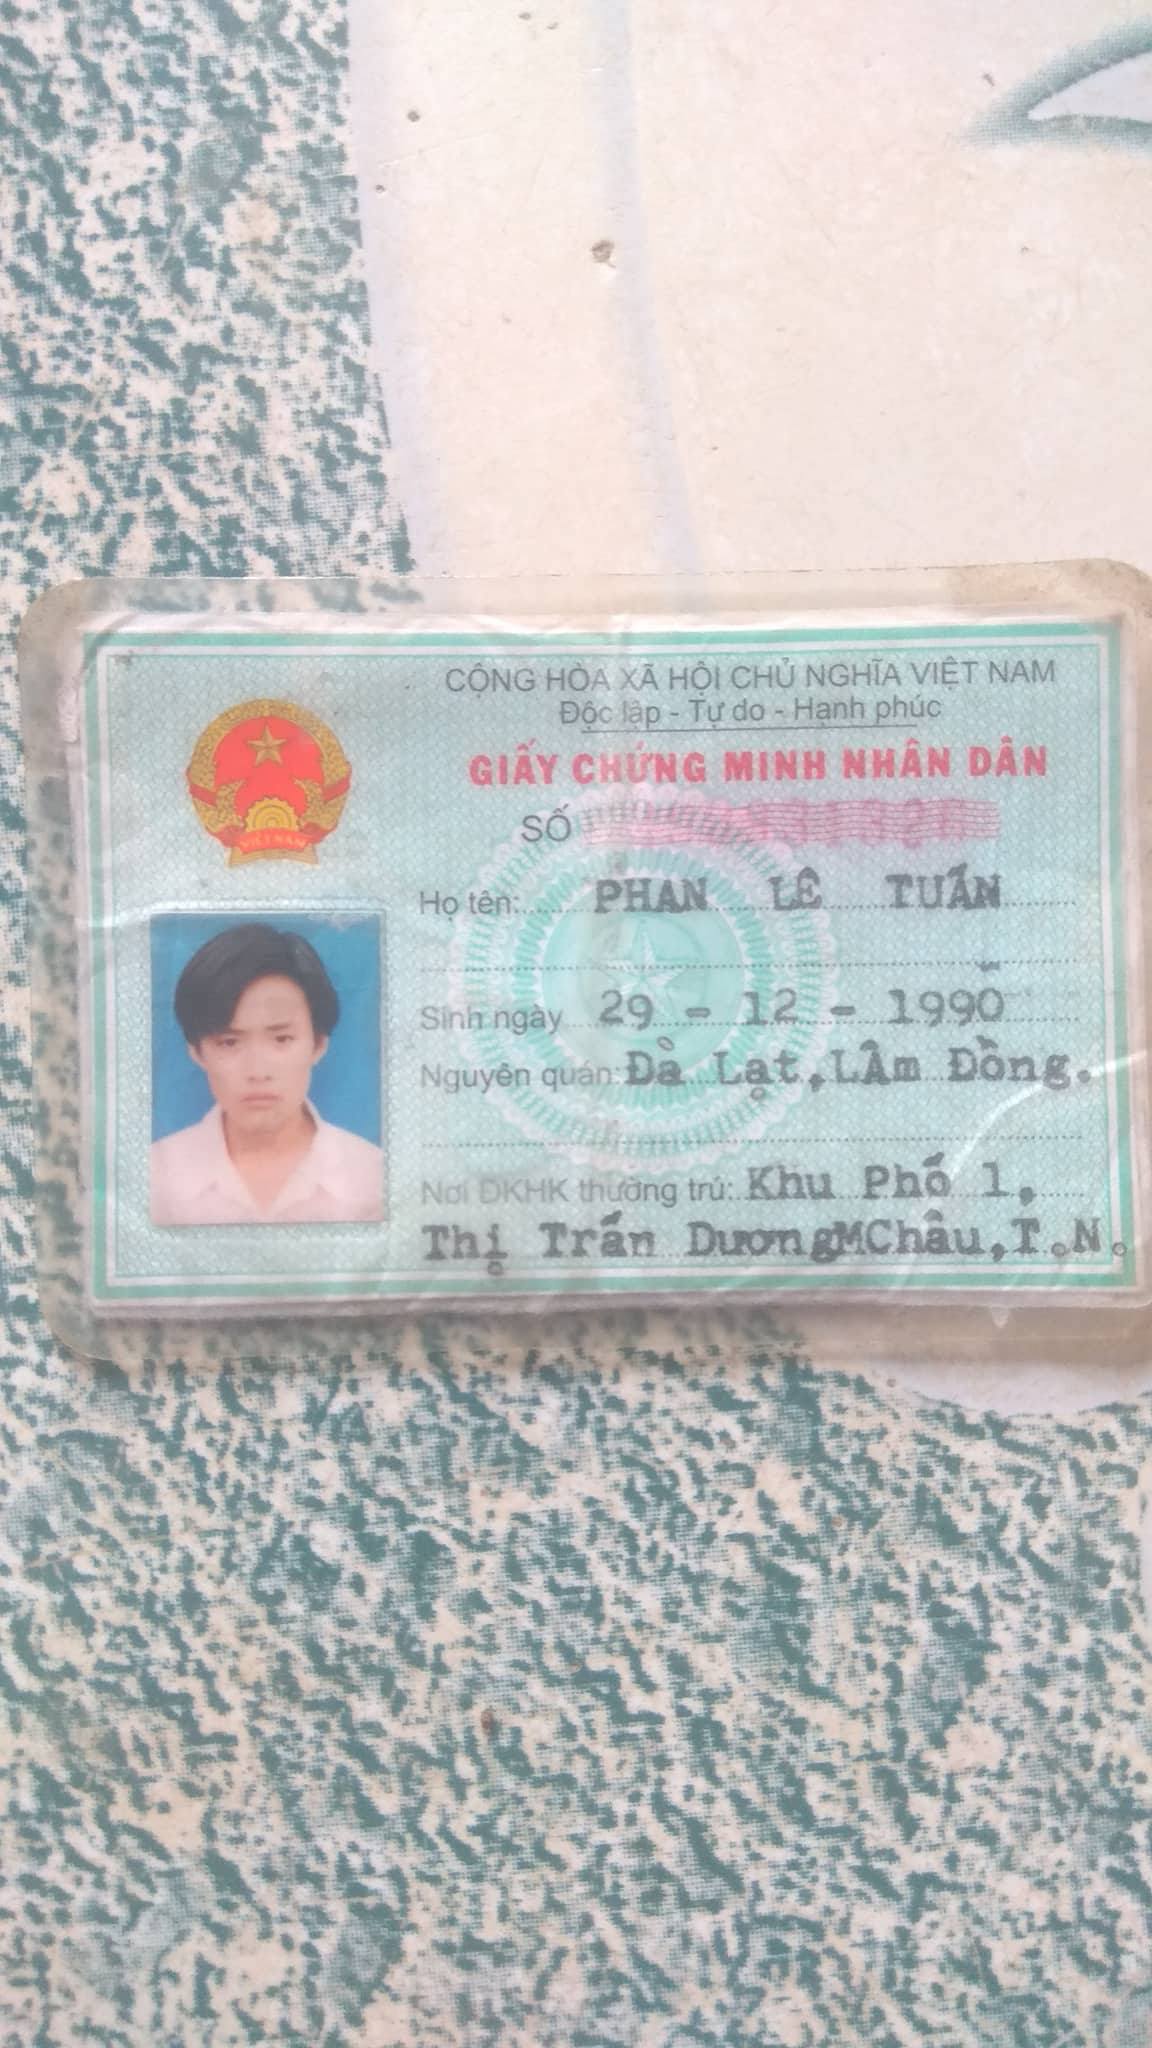 CỘNG HÒA XÃ HỘI CHỦ NGHĨA VIỆT NAM
Độc lập - Tự do - Hạnh phúc
GIẤY CHỨNG MINH NHÂN DÂN
SỐ
VIỆT NAM
Họ tên: PHAN LÊ TUẤN
Sinh ngày 29 - 12 - 1990
Nguyên quán: Đà Lạt, LÂm Đồng.
Nơi ĐKHK thường trú: Khu Phố 1,
Thị Trấn DươngMChâu, T.N.